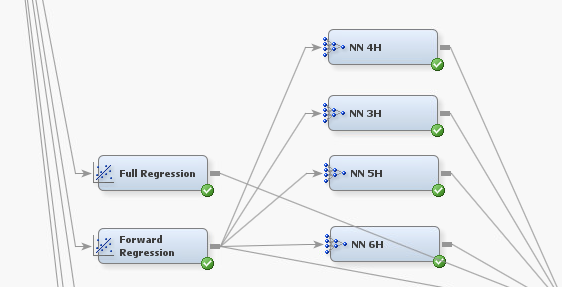 NN 4H
NN 3H
Full Regression
NN 5H
Forward
Regression
NN 6H